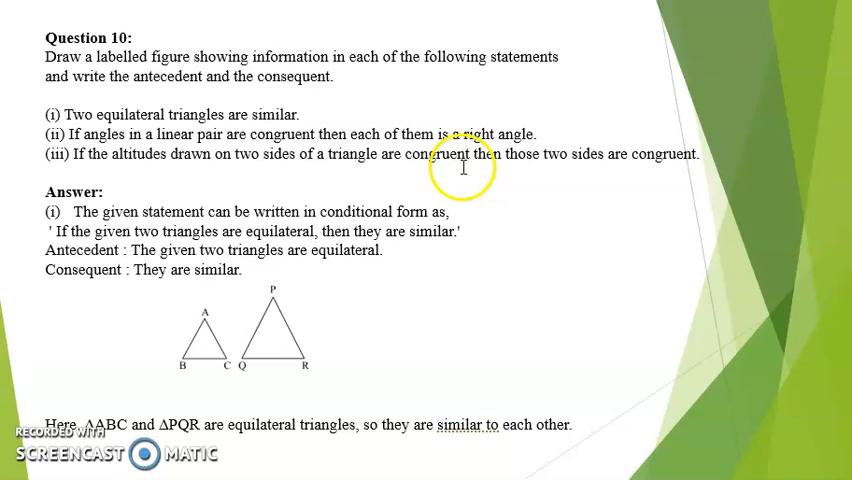 Question 10:
Draw a labelled figure showing information in each of the following statements
and write the antecedent and the consequent.
(i) Two equilateral triangles are similar.
(ii) If angles in a linear pair are congruent then each of them is a right angle.
(iii) If the altitudes drawn on two sides of a triangle are congruent then those two sides are congruent.
Answer:
(i) The given statement can be written in conditional form as,
' If the given two triangles are equilateral, then they are similar.'
Antecedent : The given two triangles are equilateral.
Consequent : They are similar.
P
A
B C Q R
Here, ΔABC and ΔPQR are equilateral triangles, so they are similar to each other.
RECORDED WITH
SCREENCAST MATIC